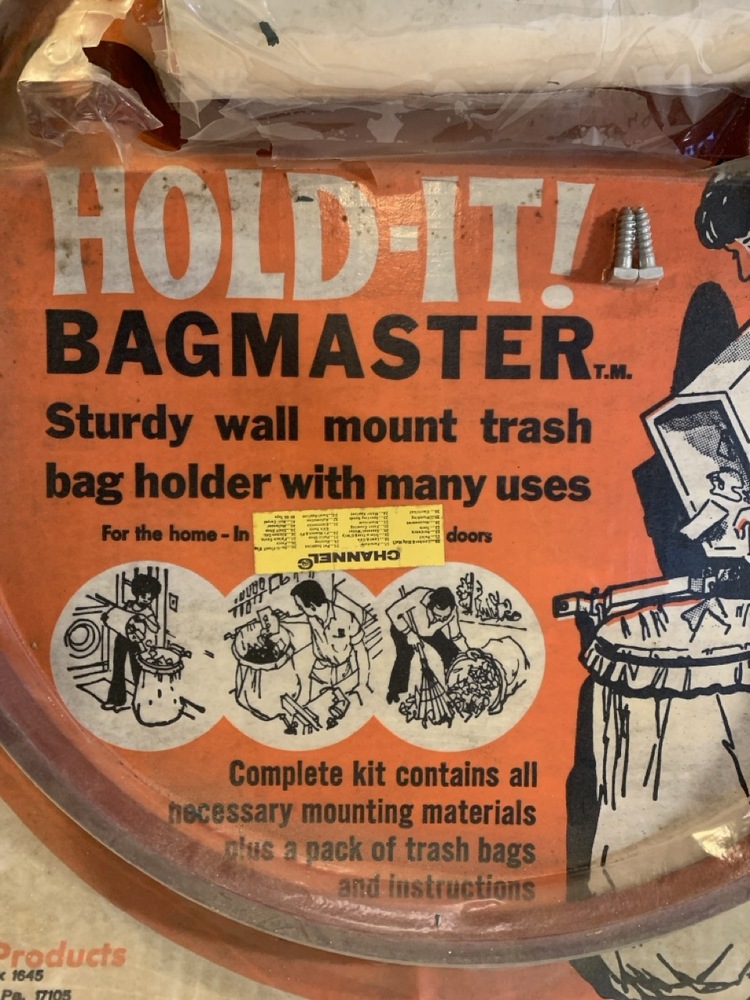 HOLD-IT!
BAGMASTER T.M.
Sturdy wall mount trash
bag holder with many uses
For the home - In
doors
CHANNEL
Complete kit contains all
necessary mounting materials
plus a pack of trash bags
and instructions
Products
1645
Pa. 17105